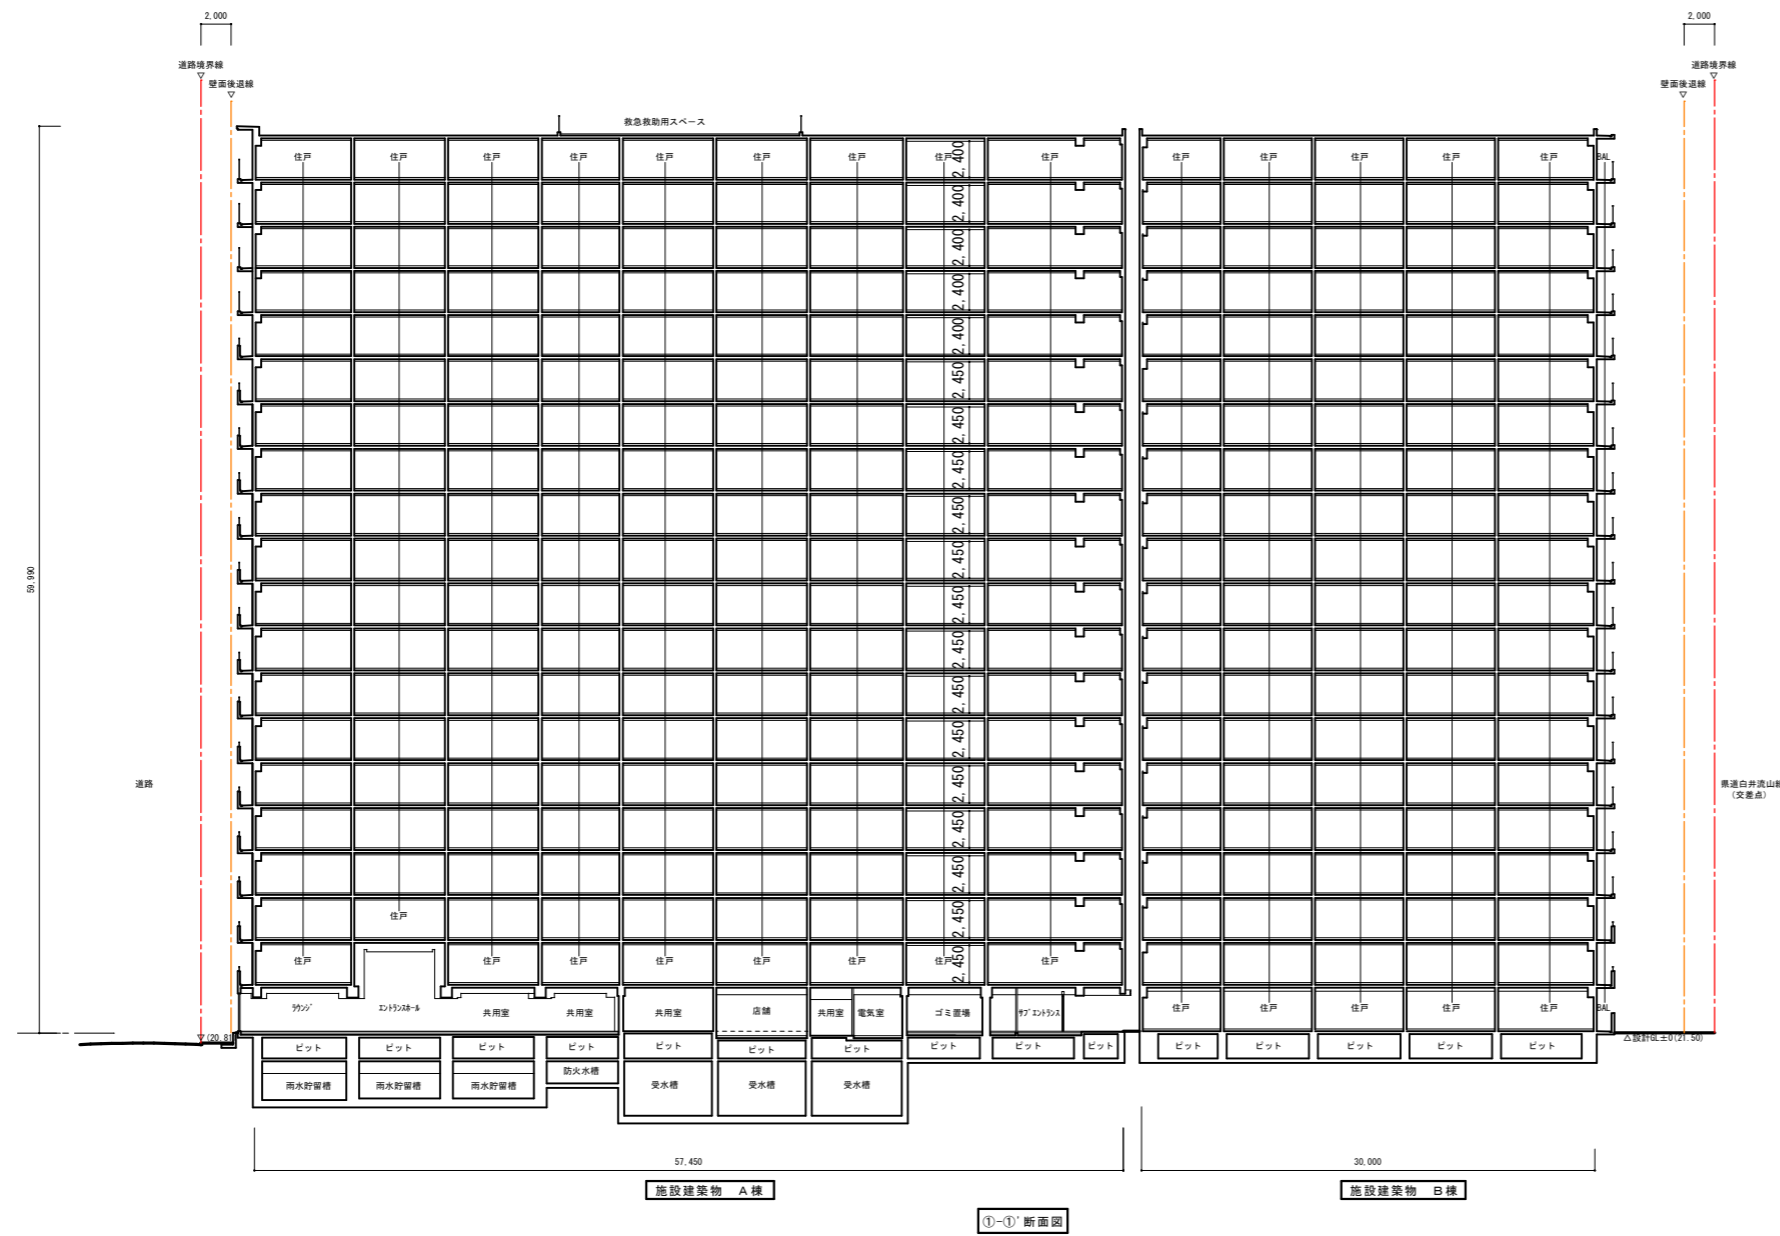 2,000
2,000
道路境界線
道路境界線
壁面後退線
壁面後退線
救急救助用スペース
住戸 住戸 住戸 住戸 住戸 住戸 住戸 住戸 住戸 住戸 住戸 住戸 住戸 住戸 BAL
2,400
2,400
2,400
2,400
2,400
2,450
2,450
2,450
2,450
2,450
2,450
2,450
2,450
2,450
2,450
2,450
2,450
2,450
2,450
59,990
道路
県道白井流山線
(交差点)
住戸
住戸 住戸 住戸 住戸 住戸 住戸 住戸 住戸
ラウンジ エントランスホール 共用室 共用室 共用室 店舗 共用室 電気室 ゴミ置場 サブエントランス 住戸 住戸 住戸 住戸 住戸 BAL
▽(20.8)
△設計GL±0(21.50)
ピット ピット ピット ピット ピット ピット ピット ピット ピット ピット ピット ピット ピット ピット ピット
雨水貯留槽 雨水貯留槽 雨水貯留槽 防火水槽 受水槽 受水槽 受水槽
57,450
30,000
施設建築物 A棟
施設建築物 B棟
①-①'断面図